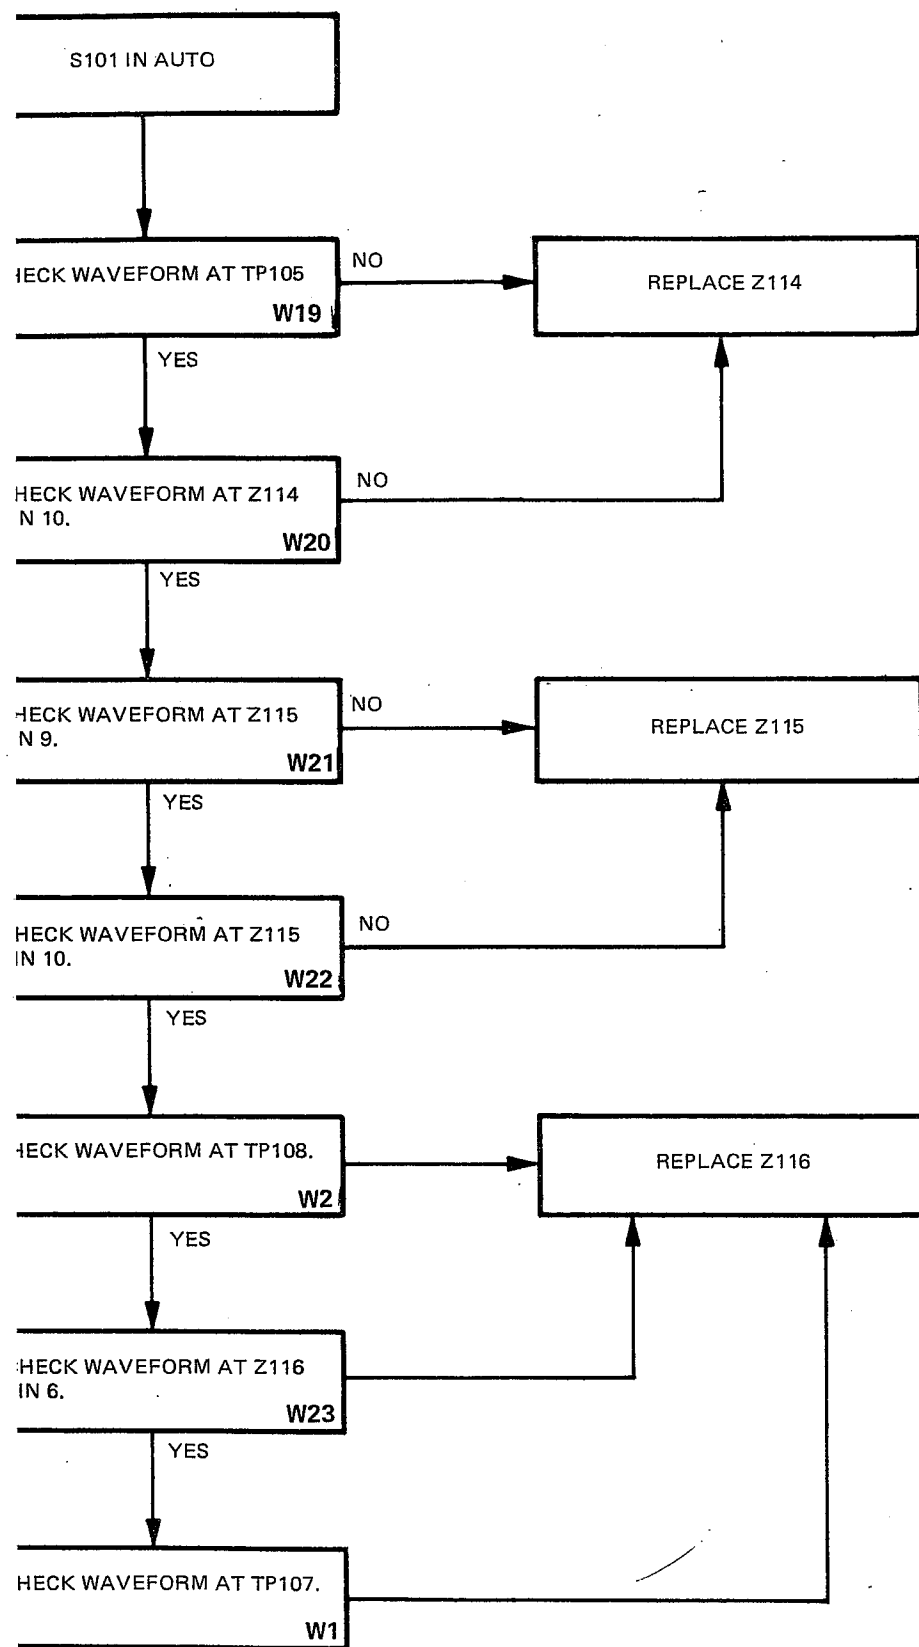 S101 IN AUTO
HECK WAVEFORM AT TP105
W19
NO
REPLACE Z114
YES
HECK WAVEFORM AT Z114
IN 10.
W20
NO
YES
HECK WAVEFORM AT Z115
IN 9.
W21
NO
REPLACE Z115
YES
HECK WAVEFORM AT Z115
IN 10.
W22
NO
YES
HECK WAVEFORM AT TP108.
W2
REPLACE Z116
YES
HECK WAVEFORM AT Z116
IN 6.
W23
YES
HECK WAVEFORM AT TP107.
W1